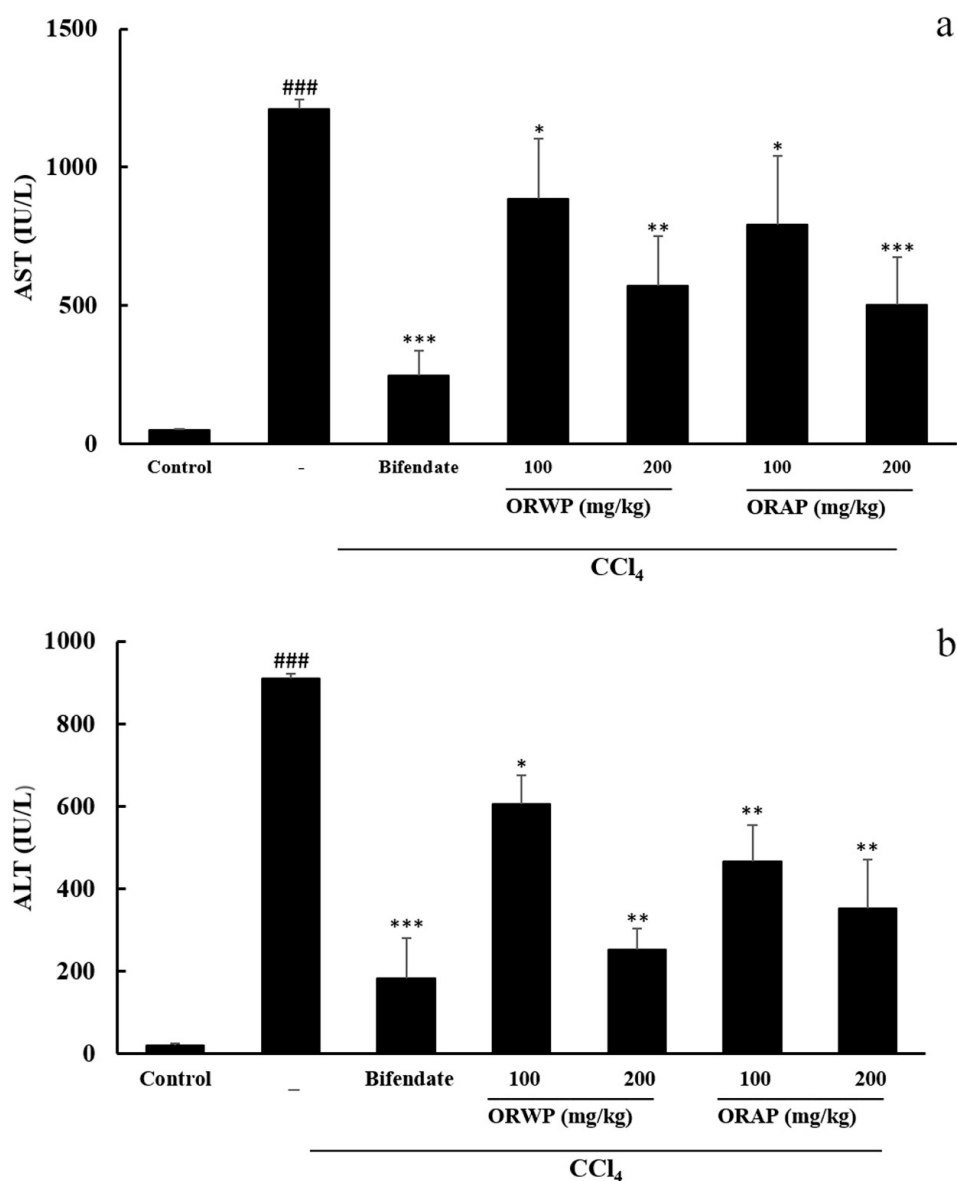 a
1500
1000
500
0
AST (IU/L)
###
***
*
**
*
***
Control - Bifendate 100 200 100 200
ORWP (mg/kg) ORAP (mg/kg)
CCl₄
b
1000
800
600
400
200
0
ALT (IU/L)
###
***
*
**
**
**
Control _ Bifendate 100 200 100 200
ORWP (mg/kg) ORAP (mg/kg)
CCl₄